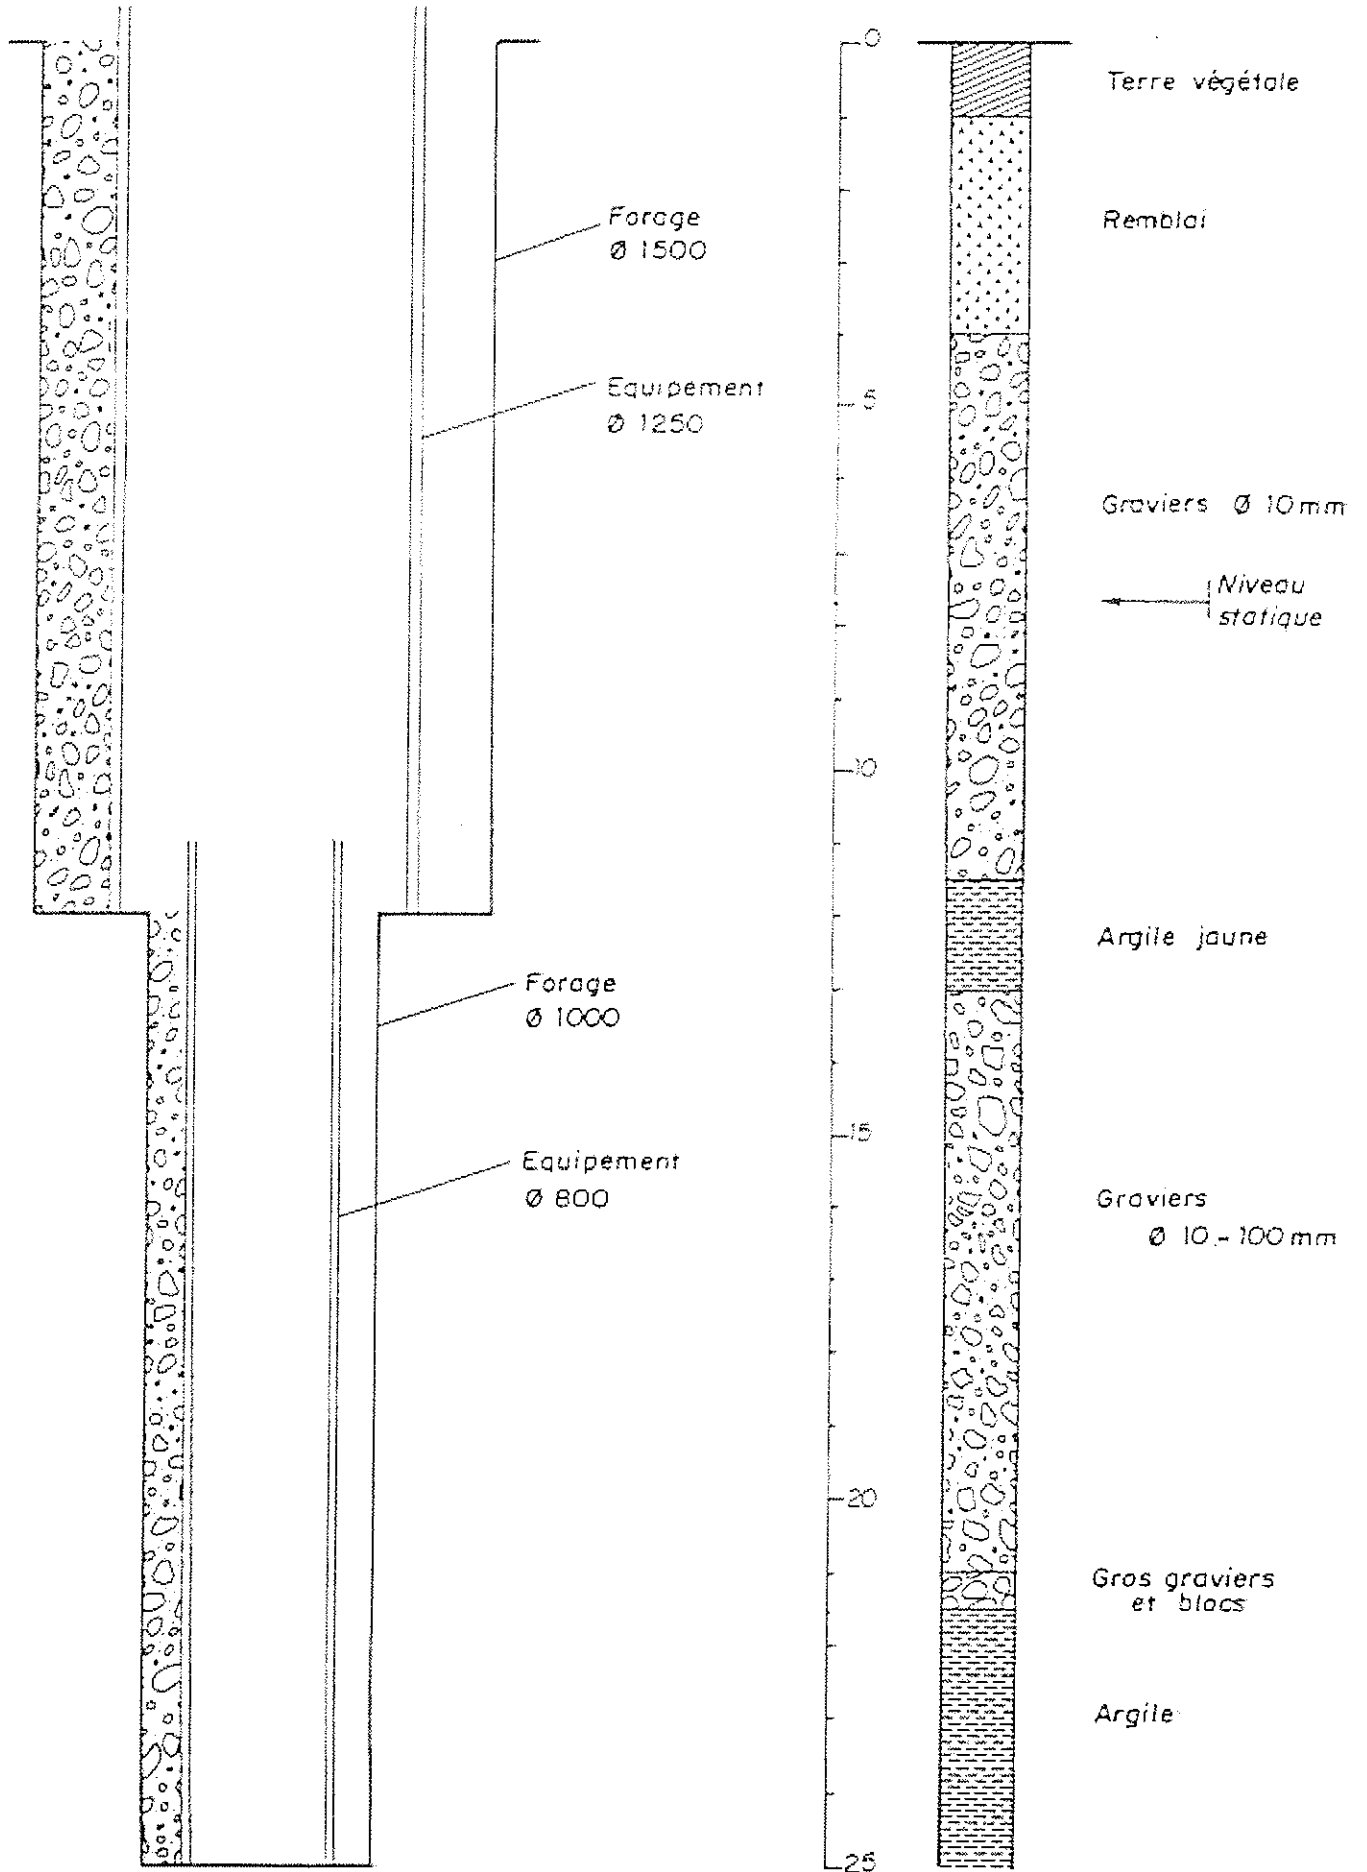 Forage
Ø 1500
Equipement
Ø 1250
Forage
Ø 1000
Equipement
Ø 800
0
5
10
15
20
25
Terre végétale
Remblai
Graviers Ø 10 mm
Niveau
statique
Argile jaune
Graviers
Ø 10 - 100 mm
Gros graviers
et blocs
Argile